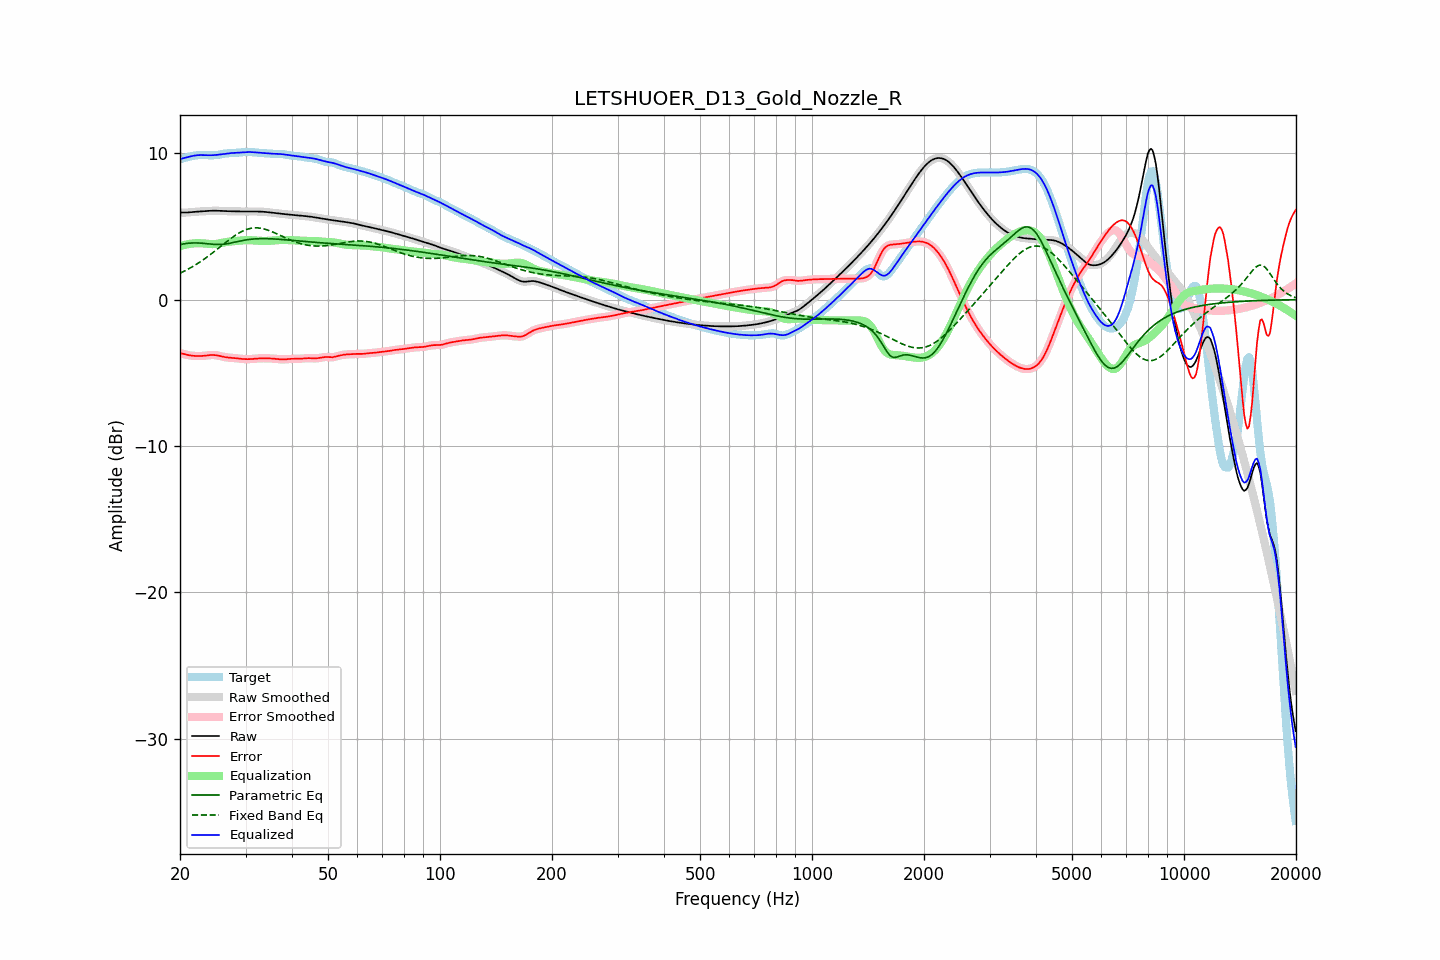 LETSHUOER_D13_Gold_Nozzle_R
Amplitude (dBr)
10
0
−10
−20
−30
Target
Raw Smoothed
Error Smoothed
Raw
Error
Equalization
Parametric Eq
Fixed Band Eq
Equalized
20 50 100 200 500 1000 2000 5000 10000 20000
Frequency (Hz)